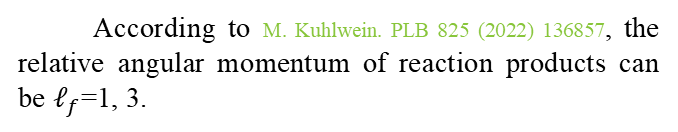 According to M. Kuhlwein. PLB 825 (2022) 136857, the
relative angular momentum of reaction products can
be ℓf=1, 3.